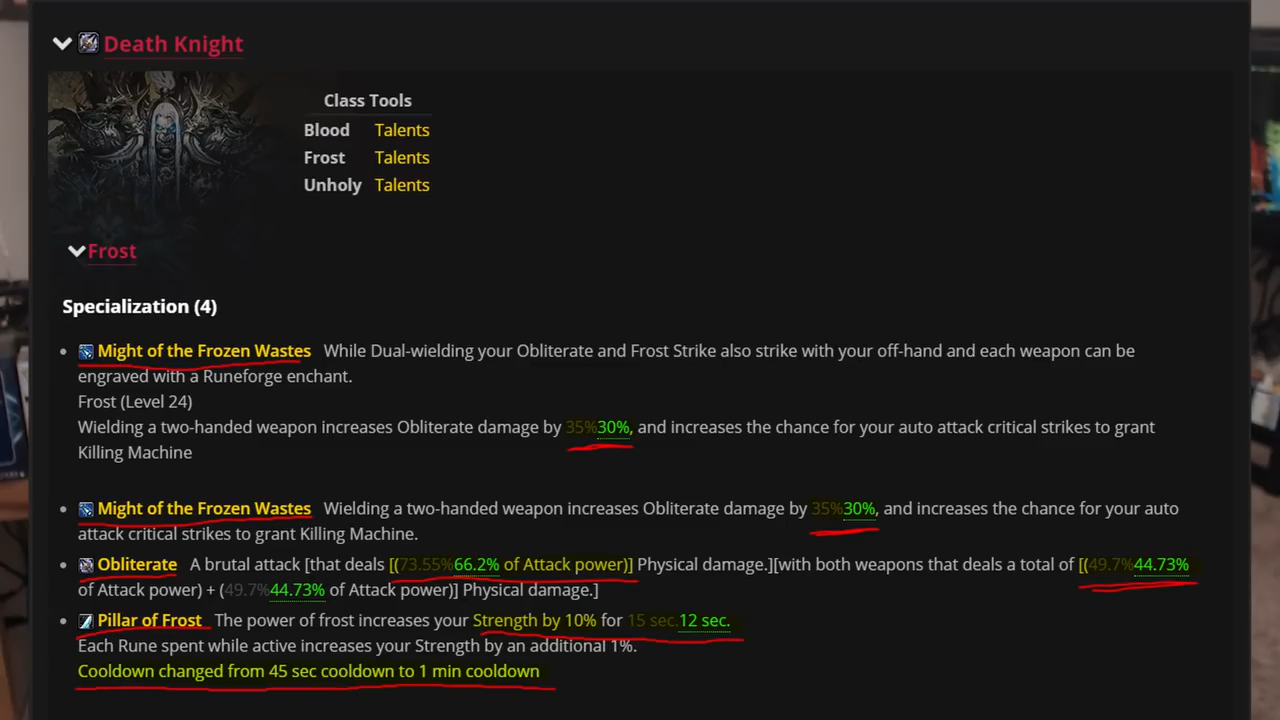 Death Knight
Class Tools
Blood Talents
Frost Talents
Unholy Talents
Frost
Specialization (4)
Might of the Frozen Wastes While Dual-wielding your Obliterate and Frost Strike also strike with your off-hand and each weapon can be
engraved with a Runeforge enchant.
Frost (Level 24)
Wielding a two-handed weapon increases Obliterate damage by 35%30%, and increases the chance for your auto attack critical strikes to grant
Killing Machine
Might of the Frozen Wastes Wielding a two-handed weapon increases Obliterate damage by 35%30%, and increases the chance for your auto
attack critical strikes to grant Killing Machine.
Obliterate A brutal attack [that deals [(73.55%66.2% of Attack power)] Physical damage.][with both weapons that deals a total of [(49.7%44.73%
of Attack power) + (49.7%44.73% of Attack power)] Physical damage.]
Pillar of Frost The power of frost increases your Strength by 10% for 15 sec.12 sec.
Each Rune spent while active increases your Strength by an additional 1%.
Cooldown changed from 45 sec cooldown to 1 min cooldown